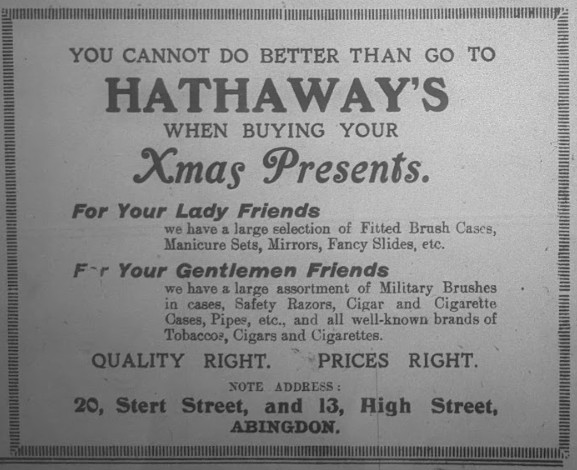 YOU CANNOT DO BETTER THAN GO TO
HATHAWAY'S
WHEN BUYING YOUR
Xmas Presents.
For Your Lady Friends
we have a large selection of Fitted Brush Cases,
Manicure Sets, Mirrors, Fancy Slides, etc.
For Your Gentlemen Friends
we have a large assortment of Military Brushes
in cases, Safety Razors, Cigar and Cigarette
Cases, Pipes, etc., and all well-known brands of
Tobaccos, Cigars and Cigarettes.
QUALITY RIGHT. PRICES RIGHT.
NOTE ADDRESS:
20, Stert Street, and 13, High Street,
ABINGDON.